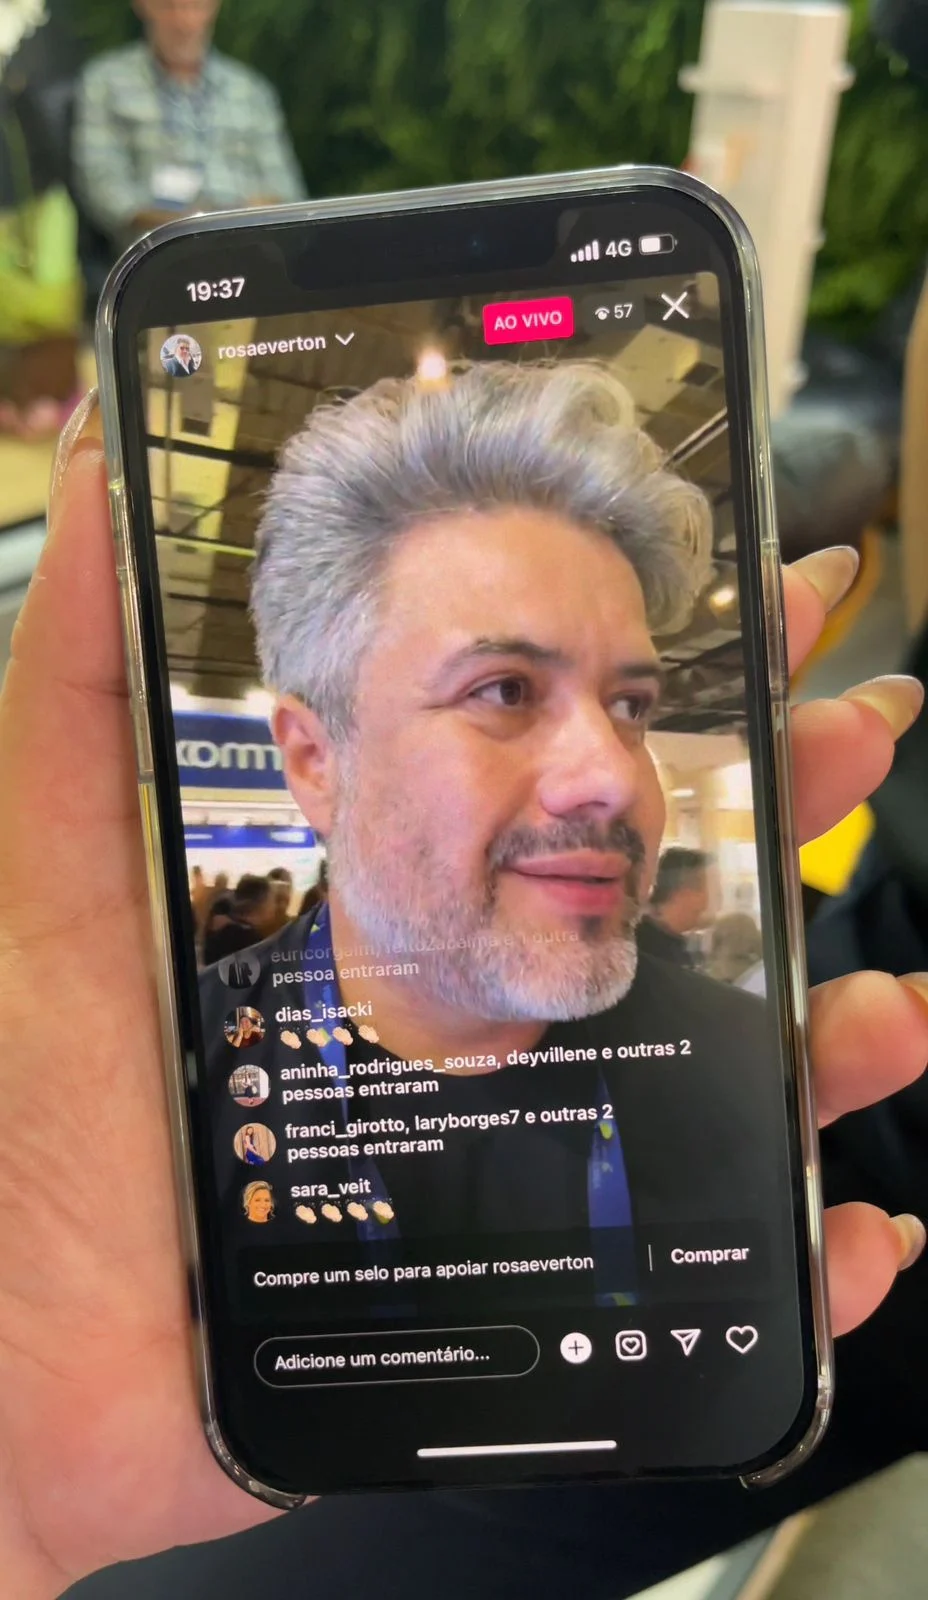 19:37
4G
rosaeverton
AO VIVO
57
pessoa entraram
dias_isacki
aninha_rodrigues_souza, deyvillene e outras 2
pessoas entraram
franci_girotto, laryborges7 e outras 2
pessoas entraram
sara_veit
Compre um selo para apoiar rosaeverton
Comprar
Adicione um comentário...